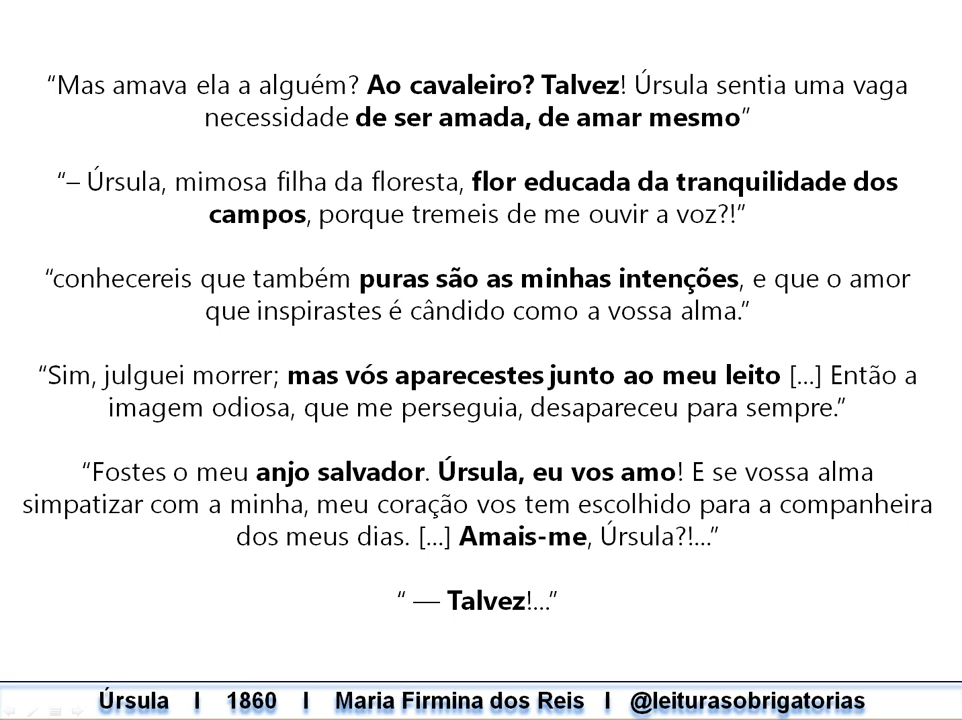 “Mas amava ela a alguém? Ao cavaleiro? Talvez! Úrsula sentia uma vaga
necessidade de ser amada, de amar mesmo”
“– Úrsula, mimosa filha da floresta, flor educada da tranquilidade dos
campos, porque tremeis de me ouvir a voz?!”
“conhecereis que também puras são as minhas intenções, e que o amor
que inspirastes é cândido como a vossa alma.”
“Sim, julguei morrer; mas vós aparecestes junto ao meu leito [...] Então a
imagem odiosa, que me perseguia, desapareceu para sempre.”
“Fostes o meu anjo salvador. Úrsula, eu vos amo! E se vossa alma
simpatizar com a minha, meu coração vos tem escolhido para a companheira
dos meus dias. [...] Amais-me, Úrsula?!...”
“ — Talvez!...”
Úrsula I 1860 I Maria Firmina dos Reis I @leiturasobrigatorias